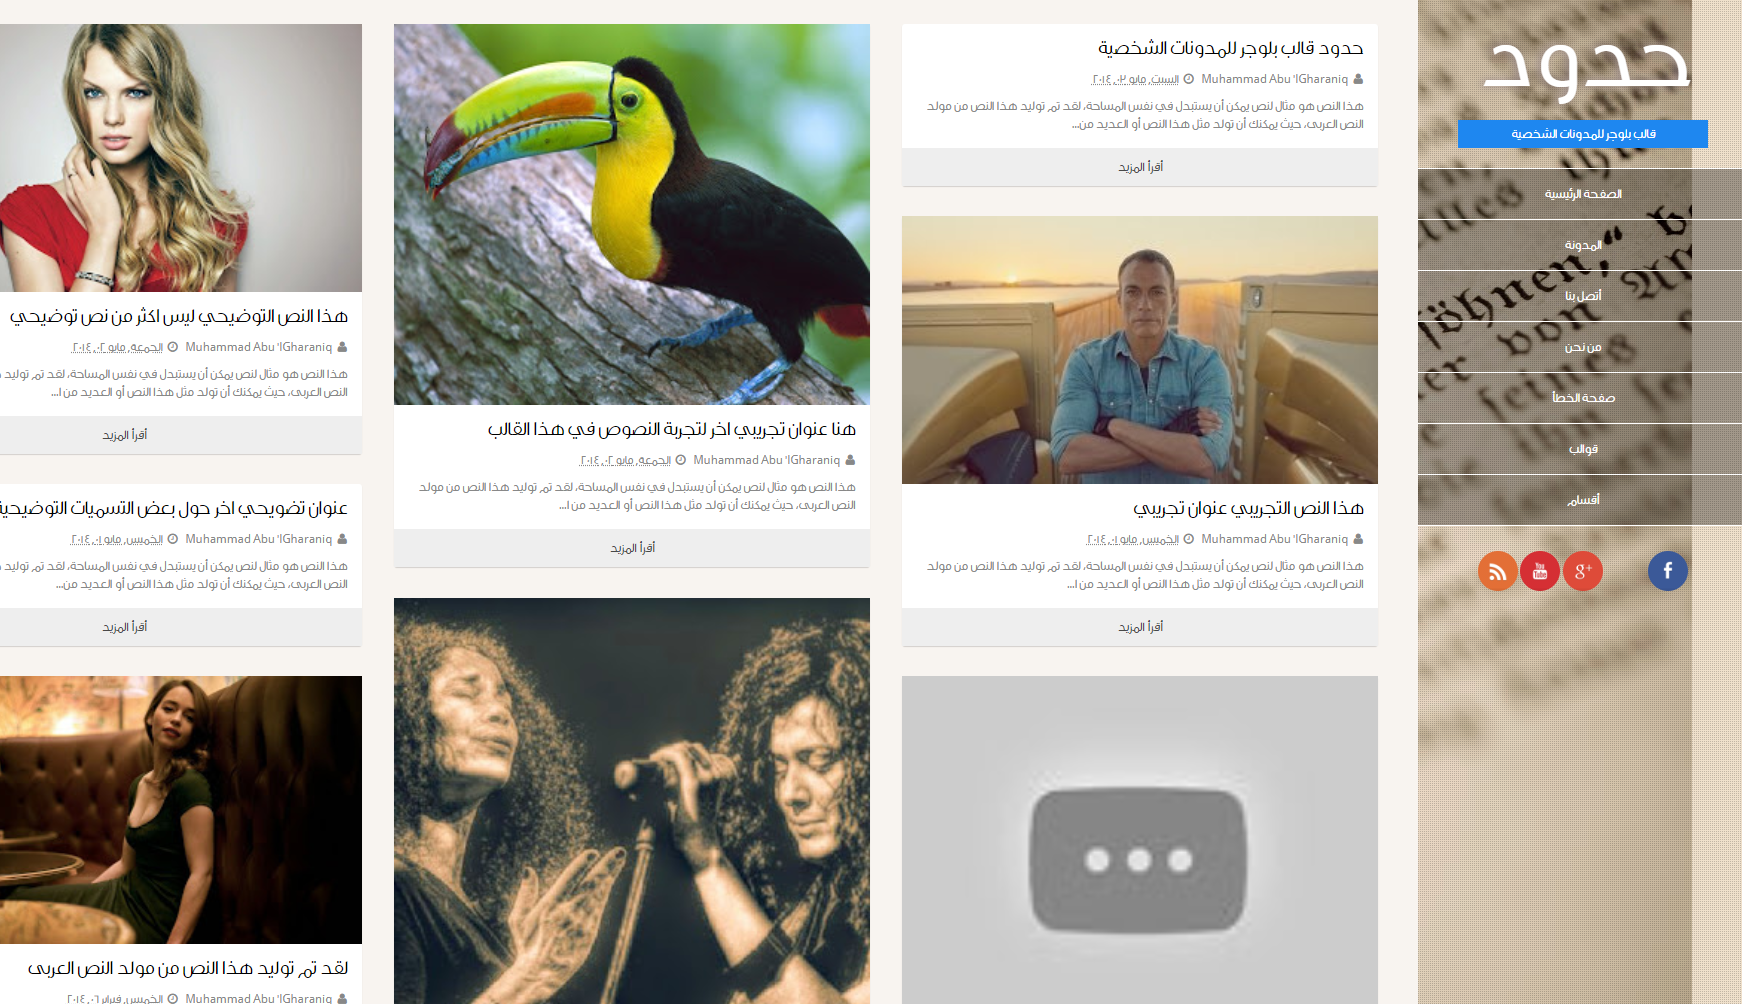 حدود
قالب بلوجر للمدونات الشخصية
الصفحة الرئيسية
المدونة
أتصل بنا
من نحن
صفحة الخطأ
قوالب
أقسام
حدود قالب بلوجر للمدونات الشخصية
Muhammad Abu 'lGharaniq السبت, مايو ٠٣, ٢٠١٤
هذا النص هو مثال لنص يمكن أن يستبدل في نفس المساحة، لقد تم توليد هذا النص من مولد
النص العربى، حيث يمكنك أن تولد مثل هذا النص أو العديد من...
أقرأ المزيد
هذا النص التجريبي عنوان تجريبي
Muhammad Abu 'lGharaniq الخميس, مايو ٠١, ٢٠١٤
هذا النص هو مثال لنص يمكن أن يستبدل في نفس المساحة، لقد تم توليد هذا النص من مولد
النص العربى، حيث يمكنك أن تولد مثل هذا النص أو العديد من ا...
أقرأ المزيد
هنا عنوان تجريبي اخر لتجربة النصوص في هذا القالب
Muhammad Abu 'lGharaniq الجمعة, مايو ٠٢, ٢٠١٤
هذا النص هو مثال لنص يمكن أن يستبدل في نفس المساحة، لقد تم توليد هذا النص من مولد
النص العربى، حيث يمكنك أن تولد مثل هذا النص أو العديد من ا...
أقرأ المزيد
هذا النص التوضيحي ليس اكثر من نص توضيحي
Muhammad Abu 'lGharaniq الجمعة, مايو ٠٢, ٢٠١٤
هذا النص هو مثال لنص يمكن أن يستبدل في نفس المساحة، لقد تم توليد
النص العربى، حيث يمكنك أن تولد مثل هذا النص أو العديد من ا...
أقرأ المزيد
عنوان تضويحي اخر حول بعض التسميات التوضيحية
Muhammad Abu 'lGharaniq الخميس, مايو ٠١, ٢٠١٤
هذا النص هو مثال لنص يمكن أن يستبدل في نفس المساحة، لقد تم توليد
النص العربى، حيث يمكنك أن تولد مثل هذا النص أو العديد من...
أقرأ المزيد
لقد تم توليد هذا النص من مولد النص العربى
Muhammad Abu 'lGharaniq الخميس, فبراير ٠٦, ٢٠١٤